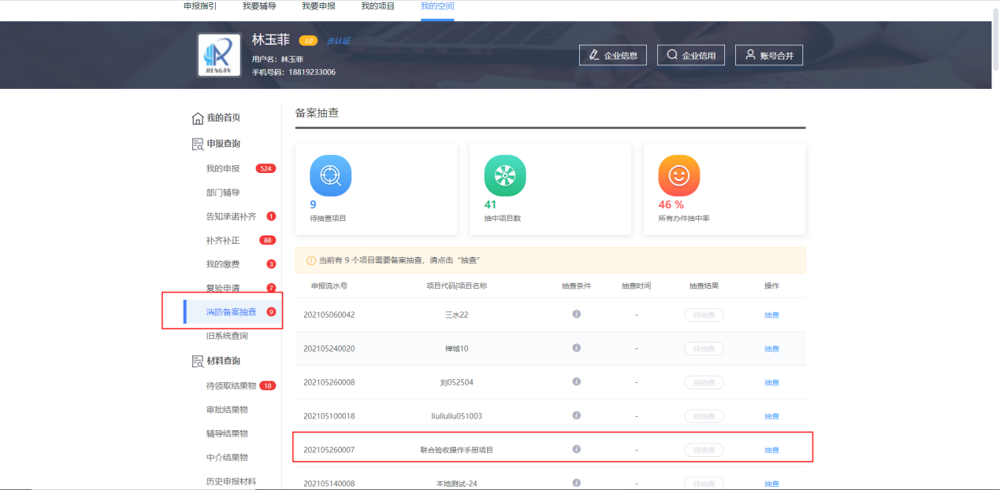 申报指引 我要辅导 我要申报 我的项目 我的空间
林玉菲 L0 去认证
用户名：林玉菲
手机号码：18819233006
HENGAN
企业信息 企业信用 账号合并
我的首页
申报查询
我的申报 524
部门辅导
告知承诺补齐 1
补齐补正 88
我的缴费 3
复验申请 7
消防备案抽查 9
旧系统查询
材料查询
待领取结果物 18
审批结果物
辅导结果物
中介结果物
历史申报材料
备案抽查
9
待抽查项目
41
抽中项目数
46 %
所有办件抽中率
当前有 9 个项目需要备案抽查，请点击“抽查”
申报流水号 项目代码|项目名称 抽查条件 抽查时间 抽查结果 操作
202105060042 三水22 - 待抽查 抽查
202105240020 禅城10 - 待抽查 抽查
202105260008 刘052504 - 待抽查 抽查
202105100018 liuliuliu051003 - 待抽查 抽查
202105260007 联合验收操作手册项目 - 待抽查 抽查
202105140008 本地测试-24 - 待抽查 抽查